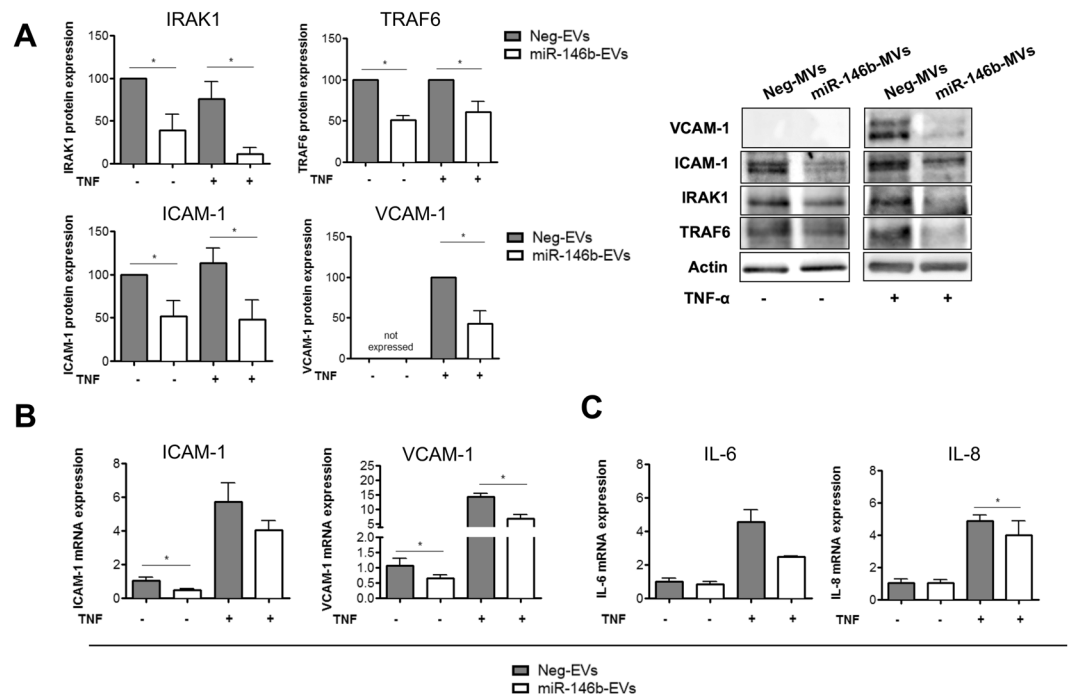 A
IRAK1
TRAF6
Neg-EVs
miR-146b-EVs
IRAK1 protein expression
150
100
50
0
TNF - - + +
TRAF6 protein expression
150
100
50
0
- - + +
ICAM-1
VCAM-1
Neg-EVs
miR-146b-EVs
ICAM-1 protein expression
150
100
50
0
TNF - - + +
VCAM-1 protein expression
150
100
50
0
not
expressed
TNF - - + +
* * * * * * *
Neg-MVs miR-146b-MVs Neg-MVs miR-146b-MVs
VCAM-1
ICAM-1
IRAK1
TRAF6
Actin
TNF-α - - + +
B
ICAM-1
VCAM-1
ICAM-1 mRNA expression
8
6
4
2
0
*
TNF - - + +
VCAM-1 mRNA expression
25
20
15
10
5
1.5
1.0
0.5
0.0
* *
- - + +
C
IL-6
IL-8
IL-6 mRNA expression
8
6
4
2
0
TNF - - + +
IL-8 mRNA expression
8
6
4
2
0
*
- - + +
Neg-EVs
miR-146b-EVs